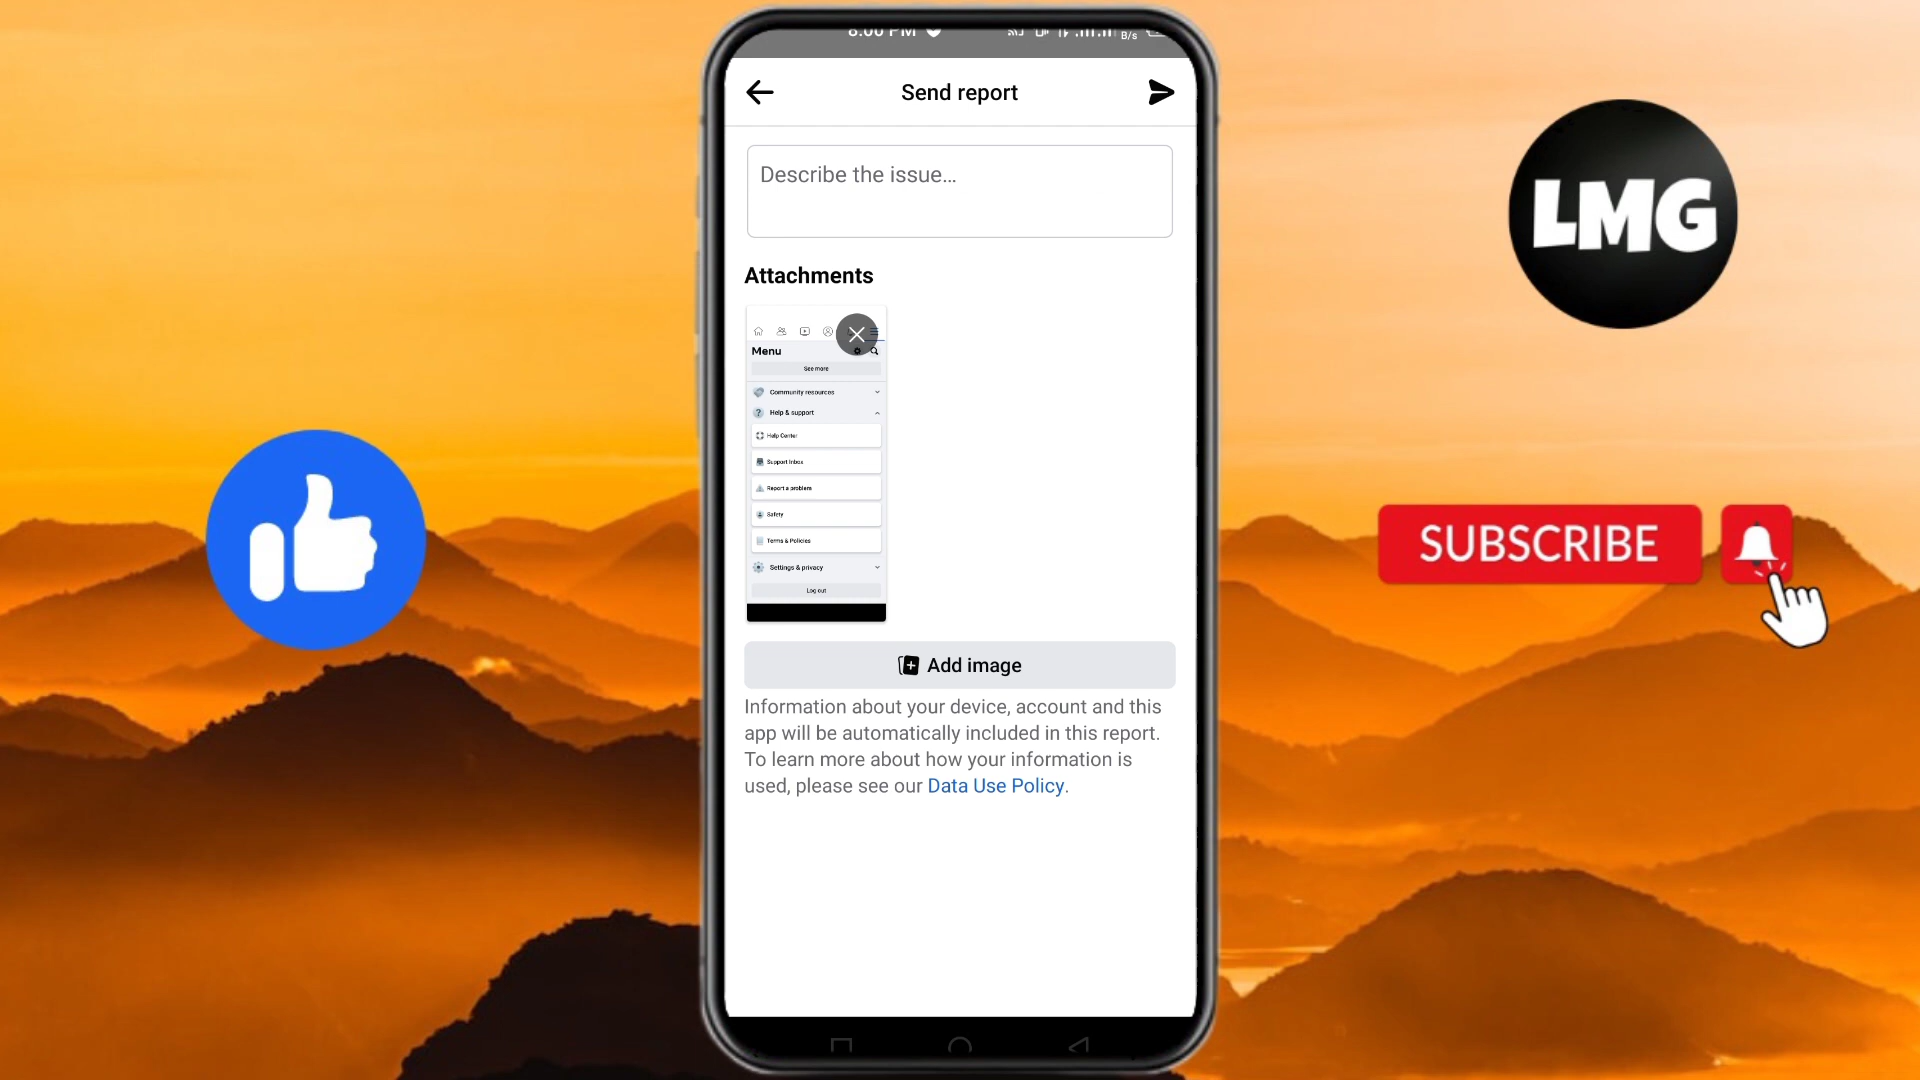 8:00 PM
B/s
Send report
Describe the issue...
Attachments
Menu
See more
Community resources
Help & support
Help Center
Support Inbox
Report a problem
Safety
Terms & Policies
Settings & privacy
Log out
Add image
Information about your device, account and this
app will be automatically included in this report.
To learn more about how your information is
used, please see our Data Use Policy.
LMG
SUBSCRIBE